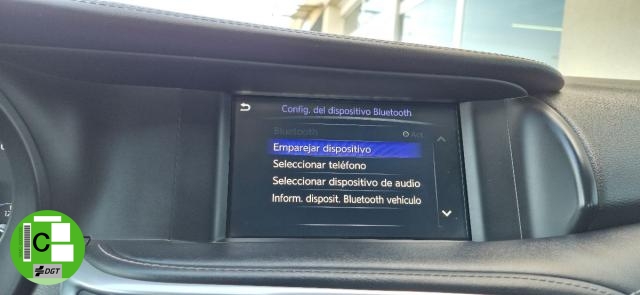 Config. del dispositivo Bluetooth
Bluetooth Act.
Emparejar dispositivo
Seleccionar teléfono
Seleccionar dispositivo de audio
Inform. disposit. Bluetooth vehículo
C
DGT